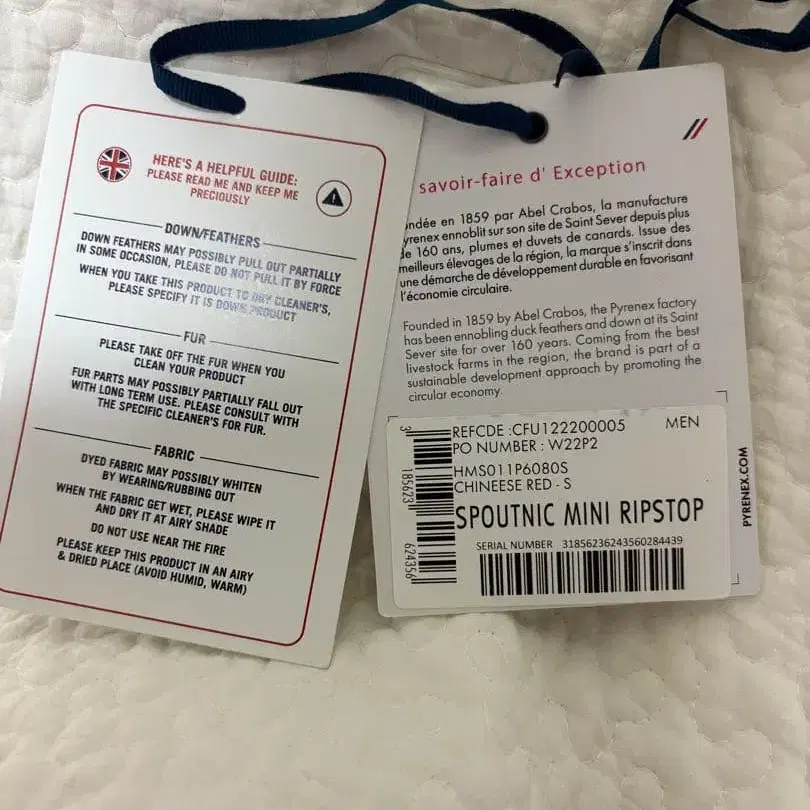 HERE'S A HELPFUL GUIDE:
PLEASE READ ME AND KEEP ME
PRECIOUSLY
DOWN/FEATHERS
DOWN FEATHERS MAY POSSIBLY PULL OUT PARTIALLY
IN SOME OCCASION, PLEASE DO NOT PULL IT BY FORCE
WHEN YOU TAKE THIS PRODUCT TO DRY CLEANER'S,
PLEASE SPECIFY IT IS DOWN PRODUCT
FUR
PLEASE TAKE OFF THE FUR WHEN YOU
CLEAN YOUR PRODUCT
FUR PARTS MAY POSSIBLY PARTIALLY FALL OUT
WITH LONG TERM USE. PLEASE CONSULT WITH
THE SPECIFIC CLEANER'S FOR FUR.
FABRIC
DYED FABRIC MAY POSSIBLY WHITEN
BY WEARING/RUBBING OUT
WHEN THE FABRIC GET WET, PLEASE WIPE IT
AND DRY IT AT AIRY SHADE
DO NOT USE NEAR THE FIRE
PLEASE KEEP THIS PRODUCT IN AN AIRY
& DRIED PLACE (AVOID HUMID, WARM)
savoir-faire d' Exception
ondée en 1859 par Abel Crabos, la manufacture
yrenex ennoblit sur son site de Saint Sever depuis plus
de 160 ans, plumes et duvets de canards. Issue des
meilleurs élevages de la région, la marque s'inscrit dans
une démarche de développement durable en favorisant
l'économie circulaire.
Founded in 1859 by Abel Crabos, the Pyrenex factory
has been ennobling duck feathers and down at its Saint
Sever site for over 160 years. Coming from the best
livestock farms in the region, the brand is part of a
sustainable development approach by promoting the
circular economy.
REFCDE :CFU122200005 MEN
PO NUMBER : W22P2
HMS011P6080S
CHINEESE RED - S
SPOUTNIC MINI RIPSTOP
SERIAL NUMBER 31856236243560284439
3 185623 624356
PYRENEX.COM